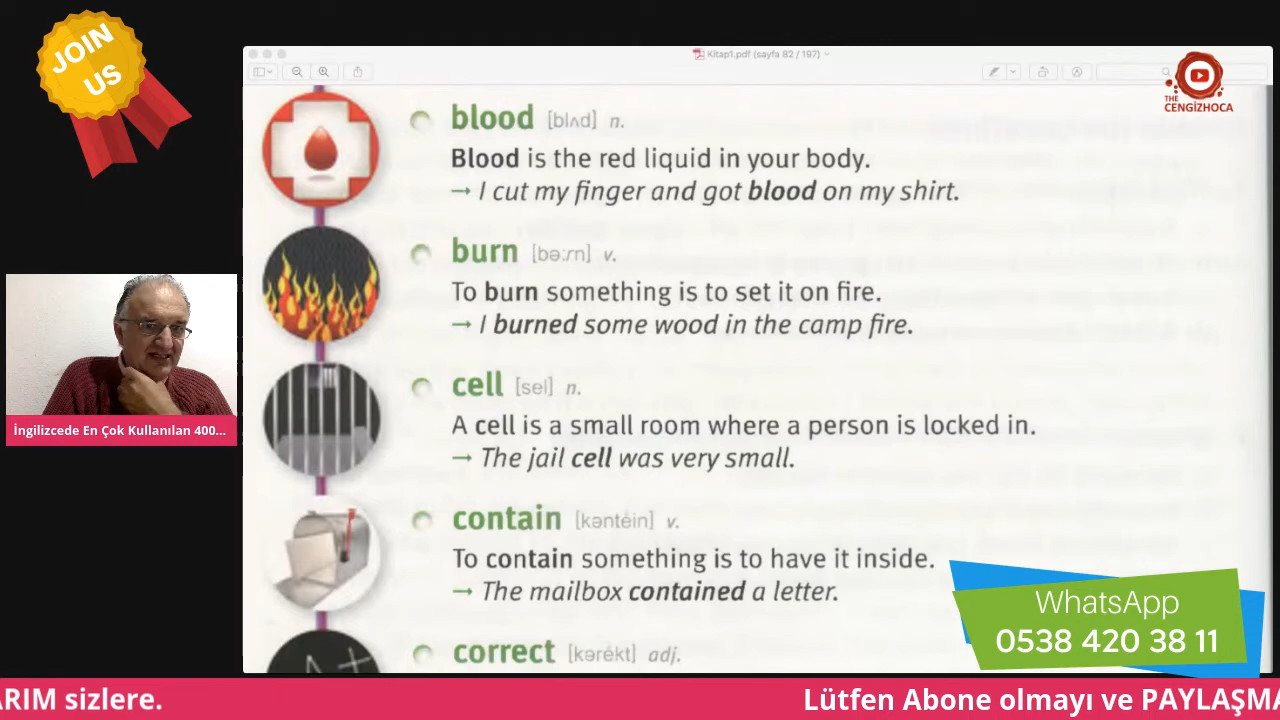 JOIN
US
Kitap1.pdf (sayfa 82 / 197)
THE
CENGİZHOCA
blood [blʌd] n.
Blood is the red liquid in your body.
→ I cut my finger and got blood on my shirt.
burn [bəːrn] v.
To burn something is to set it on fire.
→ I burned some wood in the camp fire.
cell [sel] n.
A cell is a small room where a person is locked in.
→ The jail cell was very small.
contain [kəntéin] v.
To contain something is to have it inside.
→ The mailbox contained a letter.
correct [kərékt] adj.
A+
İngilizcede En Çok Kullanılan 400...
WhatsApp
0538 420 38 11
ARIM sizlere.
Lütfen Abone olmayı ve PAYLAŞMA